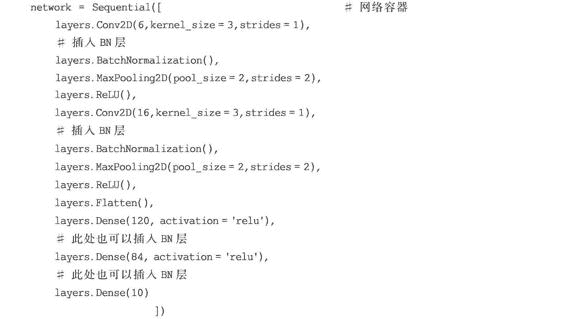 network = Sequential([ # 网络容器
layers.Conv2D(6,kernel_size=3,strides=1),
# 插入 BN 层
layers.BatchNormalization(),
layers.MaxPooling2D(pool_size=2,strides=2),
layers.ReLU(),
layers.Conv2D(16,kernel_size=3,strides=1),
# 插入 BN 层
layers.BatchNormalization(),
layers.MaxPooling2D(pool_size=2,strides=2),
layers.ReLU(),
layers.Flatten(),
layers.Dense(120, activation='relu'),
# 此处也可以插入 BN 层
layers.Dense(84, activation='relu'),
# 此处也可以插入 BN 层
layers.Dense(10)
])